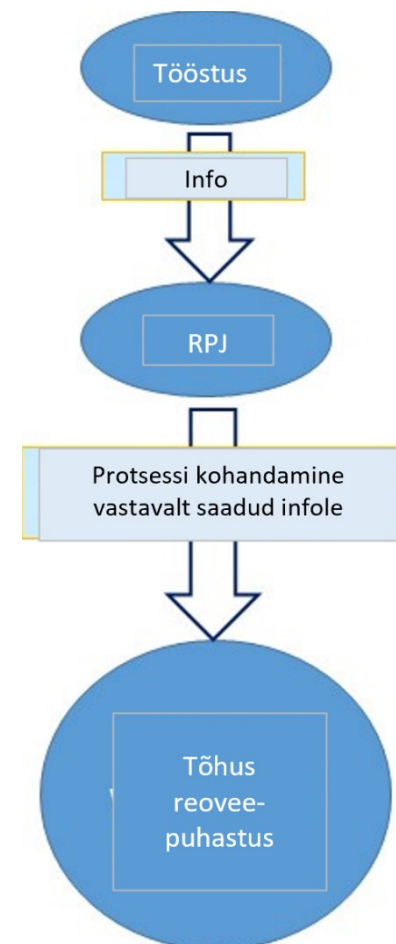 Tööstus
Info
RPJ
Protsessi kohandamine
vastavalt saadud infole
Tõhus
reovee-
puhastus